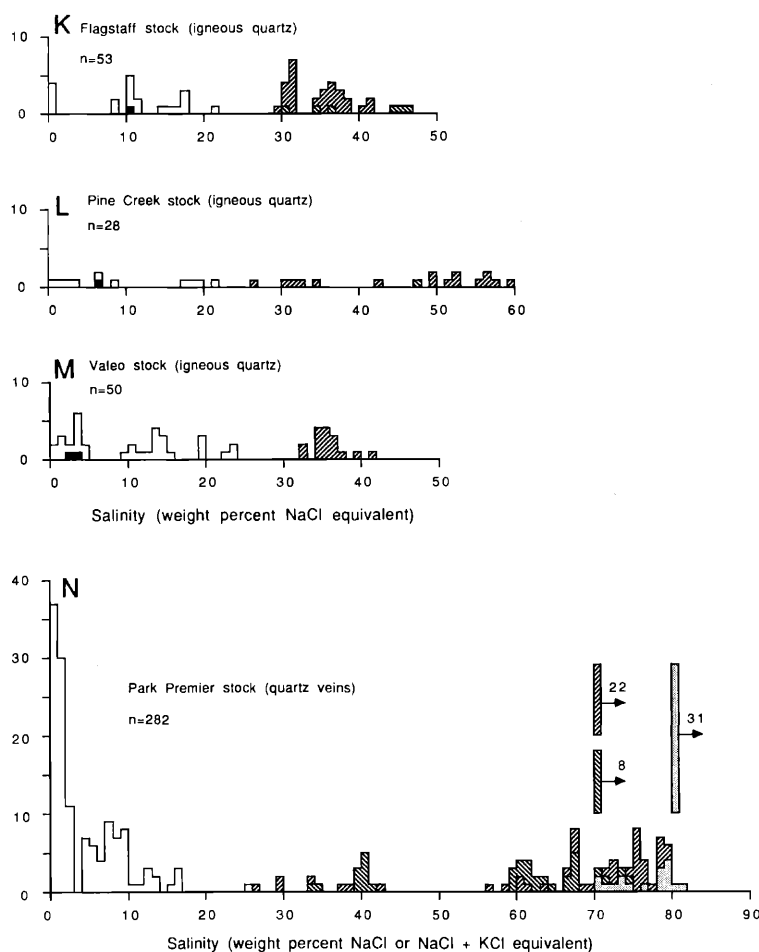 K Flagstaff stock (igneous quartz)
n=53
10
0
0 10 20 30 40 50
L Pine Creek stock (igneous quartz)
n=28
10
0
0 10 20 30 40 50 60
M Valeo stock (igneous quartz)
n=50
10
0
0 10 20 30 40 50
Salinity (weight percent NaCl equivalent)
40
N
30
Park Premier stock (quartz veins)
n=282
22
31
20
8
10
0
0 10 20 30 40 50 60 70 80 90
Salinity (weight percent NaCl or NaCl + KCl equivalent)